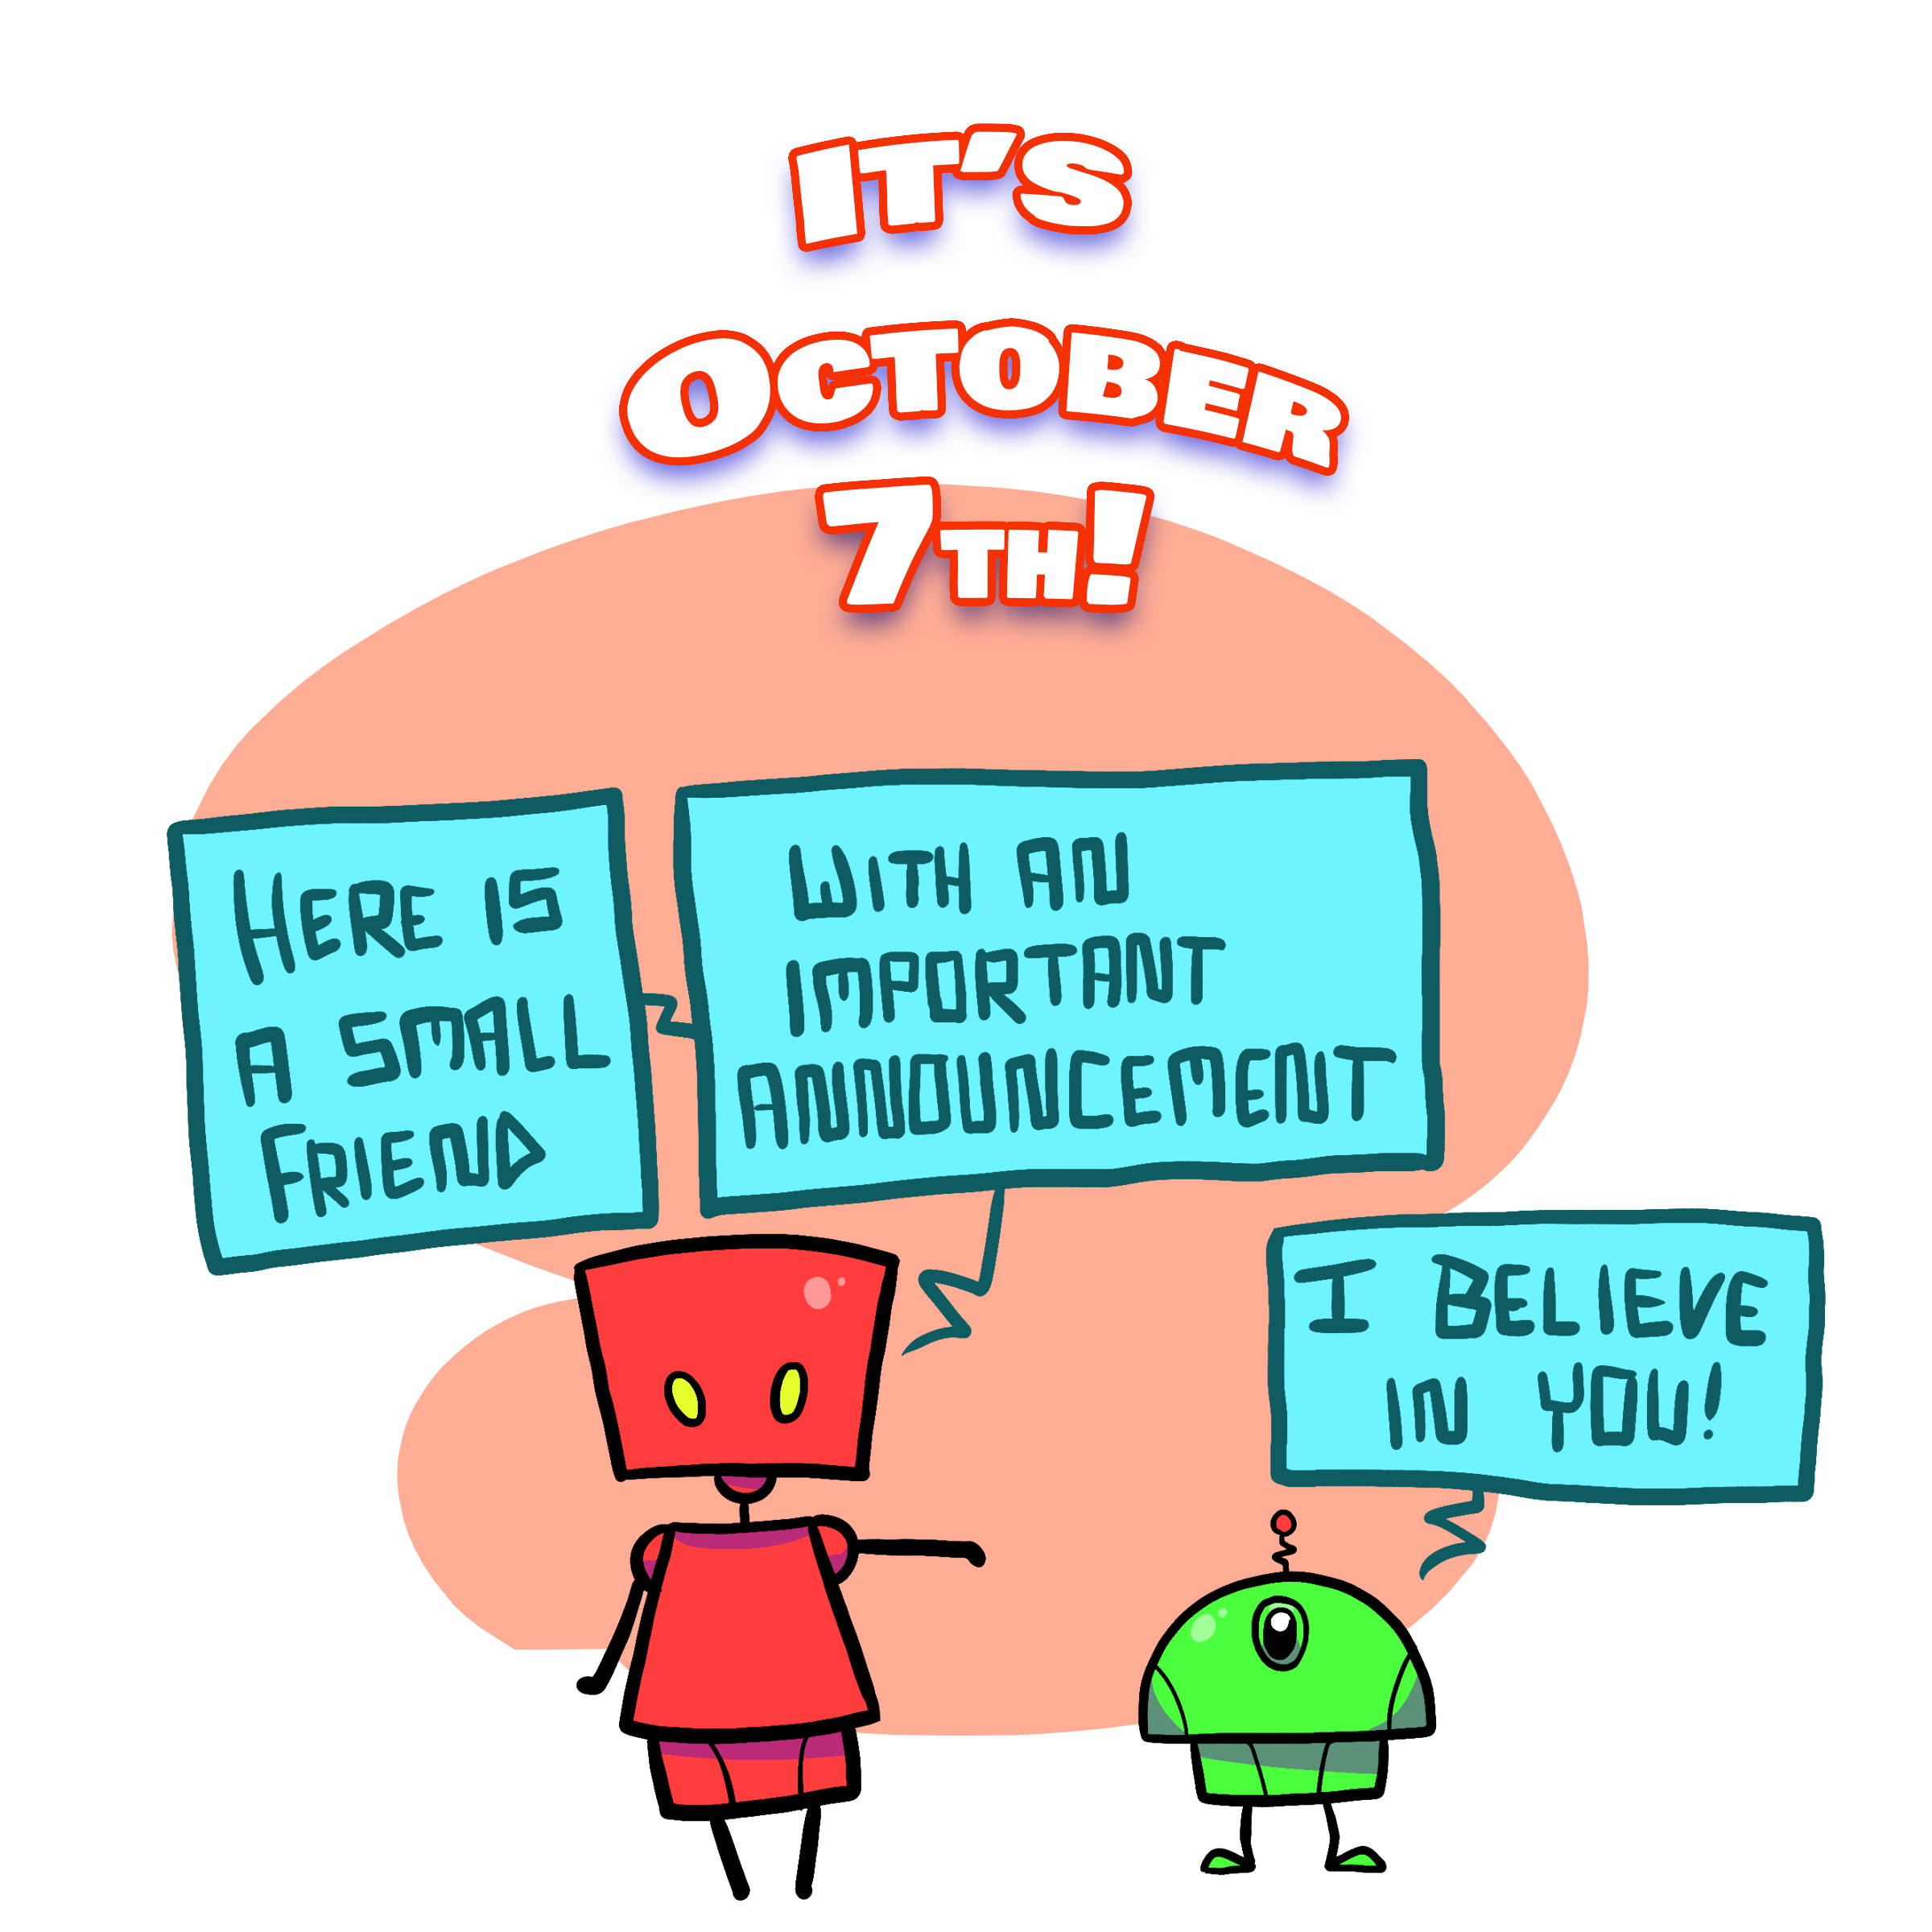 It's
October
7th!
Here is
a small
friend
with an
important
announcement
I believe
in you!